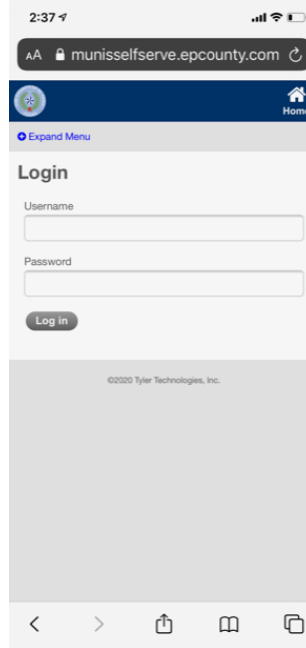 2:37
AA munisselfserve.epcounty.com
Home
Expand Menu
Login
Username
Password
Log in
©2020 Tyler Technologies, Inc.